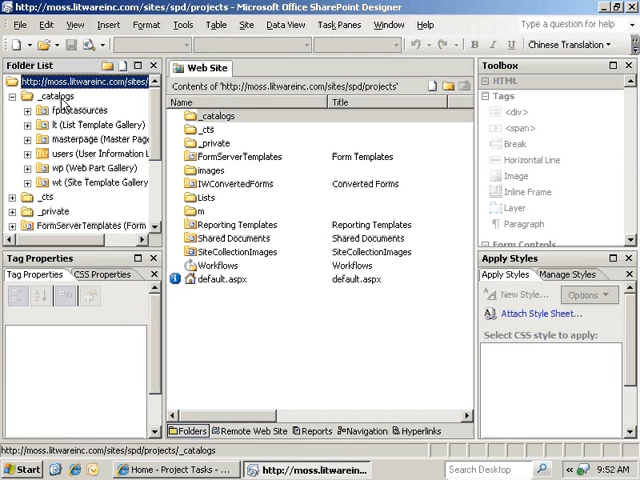 http://moss.litwareinc.com/sites/spd/projects - Microsoft Office SharePoint Designer
File Edit View Insert Format Tools Table Site Data View Task Panes Window Help Type a question for help
Chinese Translation
Folder List
http://moss.litwareinc.com/sites/
_catalogs
fpdatasources
lt (List Template Gallery)
masterpage (Master Page
users (User Information L
wp (Web Part Gallery)
wt (Site Template Gallery
_cts
_private
FormServerTemplates (Form
Tag Properties
Tag Properties CSS Properties
Web Site
Contents of 'http://moss.litwareinc.com/sites/spd/projects'
Name Title
_catalogs
_cts
_private
FormServerTemplates Form Templates
images
IWConvertedForms Converted Forms
Lists
m
Reporting Templates Reporting Templates
Shared Documents Shared Documents
SiteCollectionImages SiteCollectionImages
Workflows Workflows
default.aspx default.aspx
Folders Remote Web Site Reports Navigation Hyperlinks
Toolbox
HTML
Tags
<div>
<span>
Break
Horizontal Line
Image
Inline Frame
Layer
Paragraph
Form Controls
Apply Styles
Apply Styles Manage Styles
New Style... Options
Attach Style Sheet...
Select CSS style to apply:
http://moss.litwareinc.com/sites/spd/projects/_catalogs
Start Home - Project Tasks - ... http://moss.litwarein... Search Desktop 9:52 AM